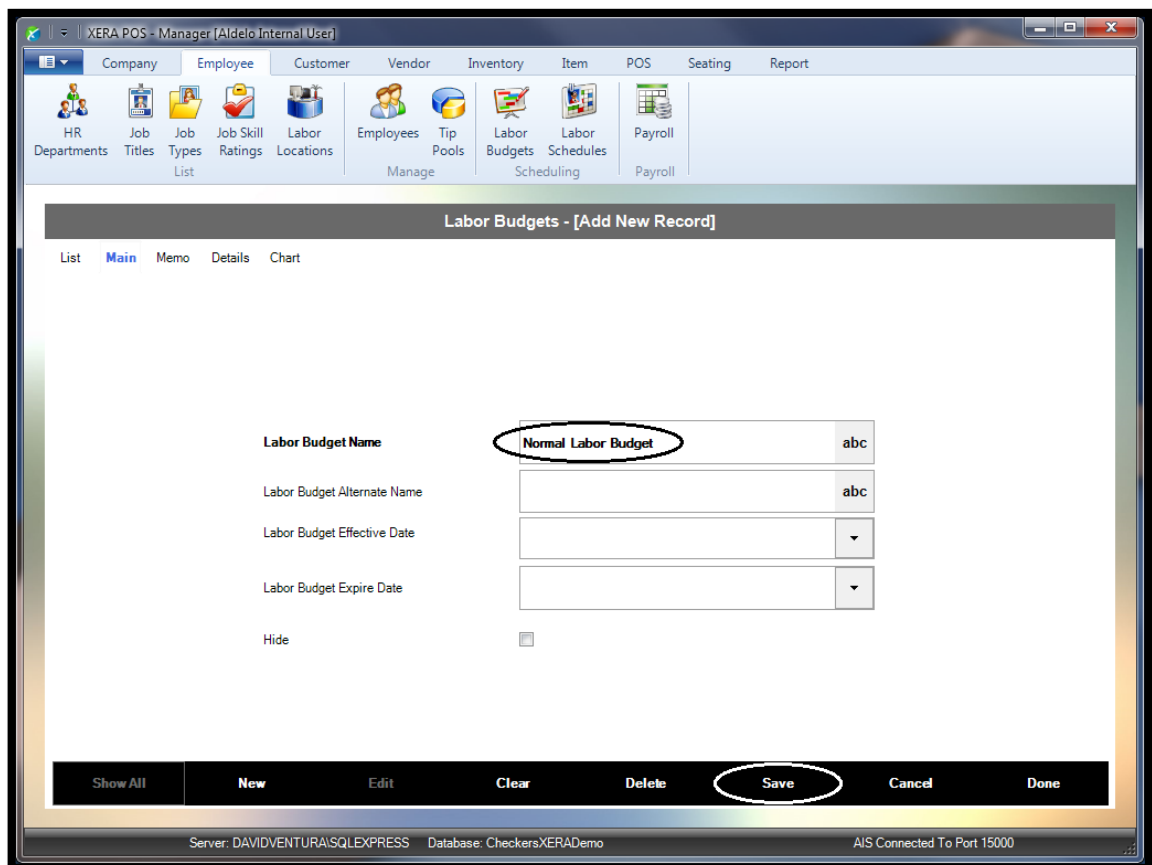 XERA POS - Manager [Aldelo Internal User]
Company Employee Customer Vendor Inventory Item POS Seating Report
HR Departments Job Titles Job Types Job Skill Ratings Labor Locations Employees Tip Pools Labor Budgets Labor Schedules Payroll
List Manage Scheduling Payroll
Labor Budgets - [Add New Record]
List Main Memo Details Chart
Labor Budget Name Normal Labor Budget abc
Labor Budget Alternate Name abc
Labor Budget Effective Date
Labor Budget Expire Date
Hide
Show All New Edit Clear Delete Save Cancel Done
Server: DAVIDVENTURA\SQLEXPRESS Database: CheckersXERADemo AIS Connected To Port 15000